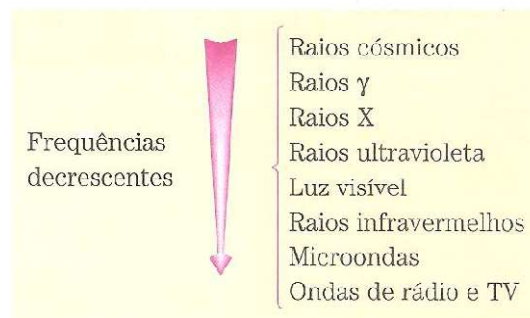 Frequências
decrescentes
Raios cósmicos
Raios γ
Raios X
Raios ultravioleta
Luz visível
Raios infravermelhos
Microondas
Ondas de rádio e TV